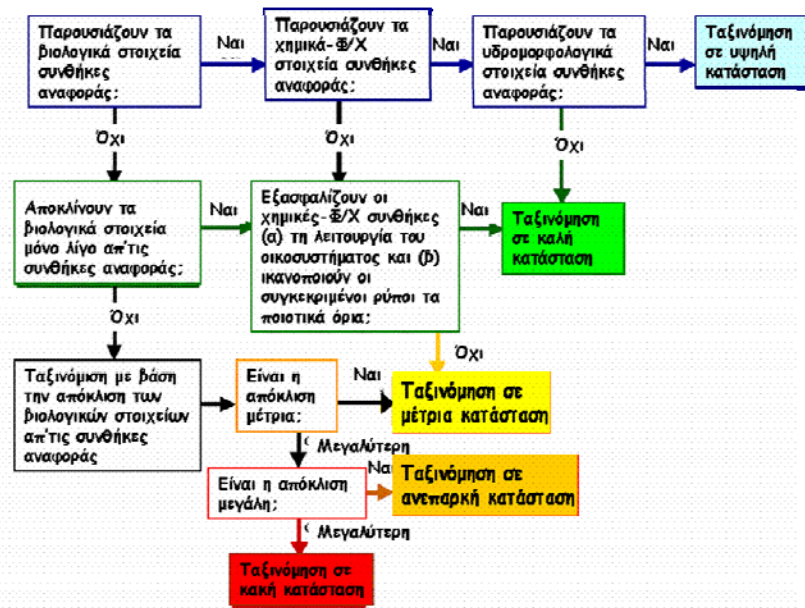 Παρουσιάζουν τα
βιολογικά στοιχεία
συνθήκες
αναφοράς;
Ναι
Παρουσιάζουν τα
χημικά-Φ/Χ
στοιχεία συνθήκες
αναφοράς;
Ναι
Παρουσιάζουν τα
υδρομορφολογικά
στοιχεία συνθήκες
αναφοράς;
Ναι
Ταξινόμηση
σε υψηλή
κατάσταση
Όχι
Όχι
Όχι
Αποκλίνουν τα
βιολογικά στοιχεία
μόνο λίγο απ'τις
συνθήκες αναφοράς;
Ναι
Εξασφαλίζουν οι
χημικές-Φ/Χ συνθήκες
(α) τη λειτουργία του
οικοσυστήματος και (b)
ικανοποιούν οι
συγκεκριμένοι ρύποι τα
ποιοτικά όρια;
Ναι
Ταξινόμηση
σε καλή
κατάσταση
Όχι
Όχι
Ταξινόμιση με βάση
την απόκλιση των
βιολογικών στοιχείων
απ'τις συνθήκες
αναφοράς
Είναι η
απόκλιση
μέτρια;
Ναι
Ταξινόμηση σε
μέτρια κατάσταση
( Μεγαλύτερη
Είναι η απόκλιση
μεγάλη;
Ναι
Ταξινόμηση σε
ανεπαρκή κατάσταση
( Μεγαλύτερη
Ταξινόμηση σε
κακή κατάσταση